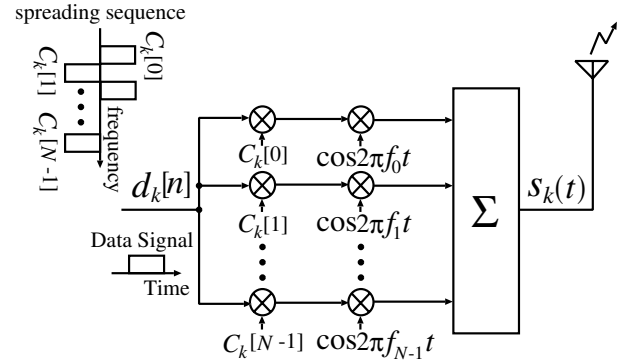 spreading sequence
C_k[0]
C_k[1]
C_k[N-1]
frequency
d_k[n]
Data Signal
Time
C_k[0]
cos2πf_0t
C_k[1]
cos2πf_1t
C_k[N-1]
cos2πf_{N-1}t
Σ
s_k(t)